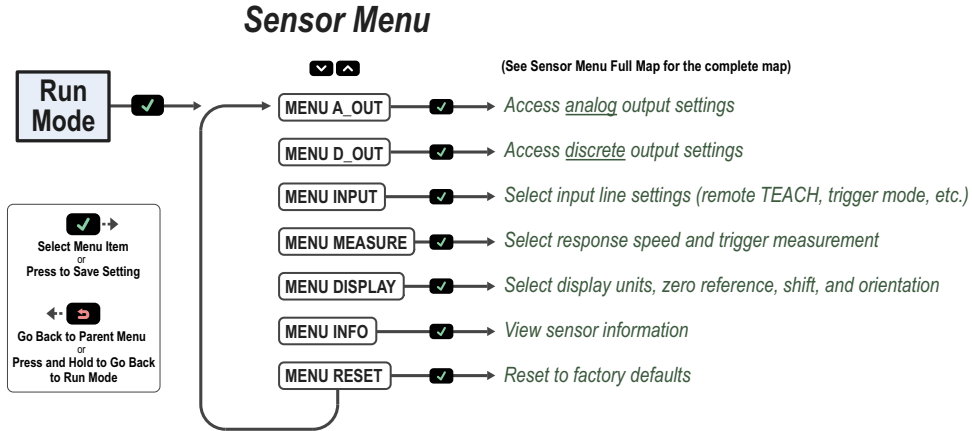 Sensor Menu
(See Sensor Menu Full Map for the complete map)
Run
Mode
MENU A_OUT
Access analog output settings
MENU D_OUT
Access discrete output settings
MENU INPUT
Select input line settings (remote TEACH, trigger mode, etc.)
MENU MEASURE
Select response speed and trigger measurement
MENU DISPLAY
Select display units, zero reference, shift, and orientation
MENU INFO
View sensor information
MENU RESET
Reset to factory defaults
Select Menu Item
or
Press to Save Setting
Go Back to Parent Menu
or
Press and Hold to Go Back
to Run Mode